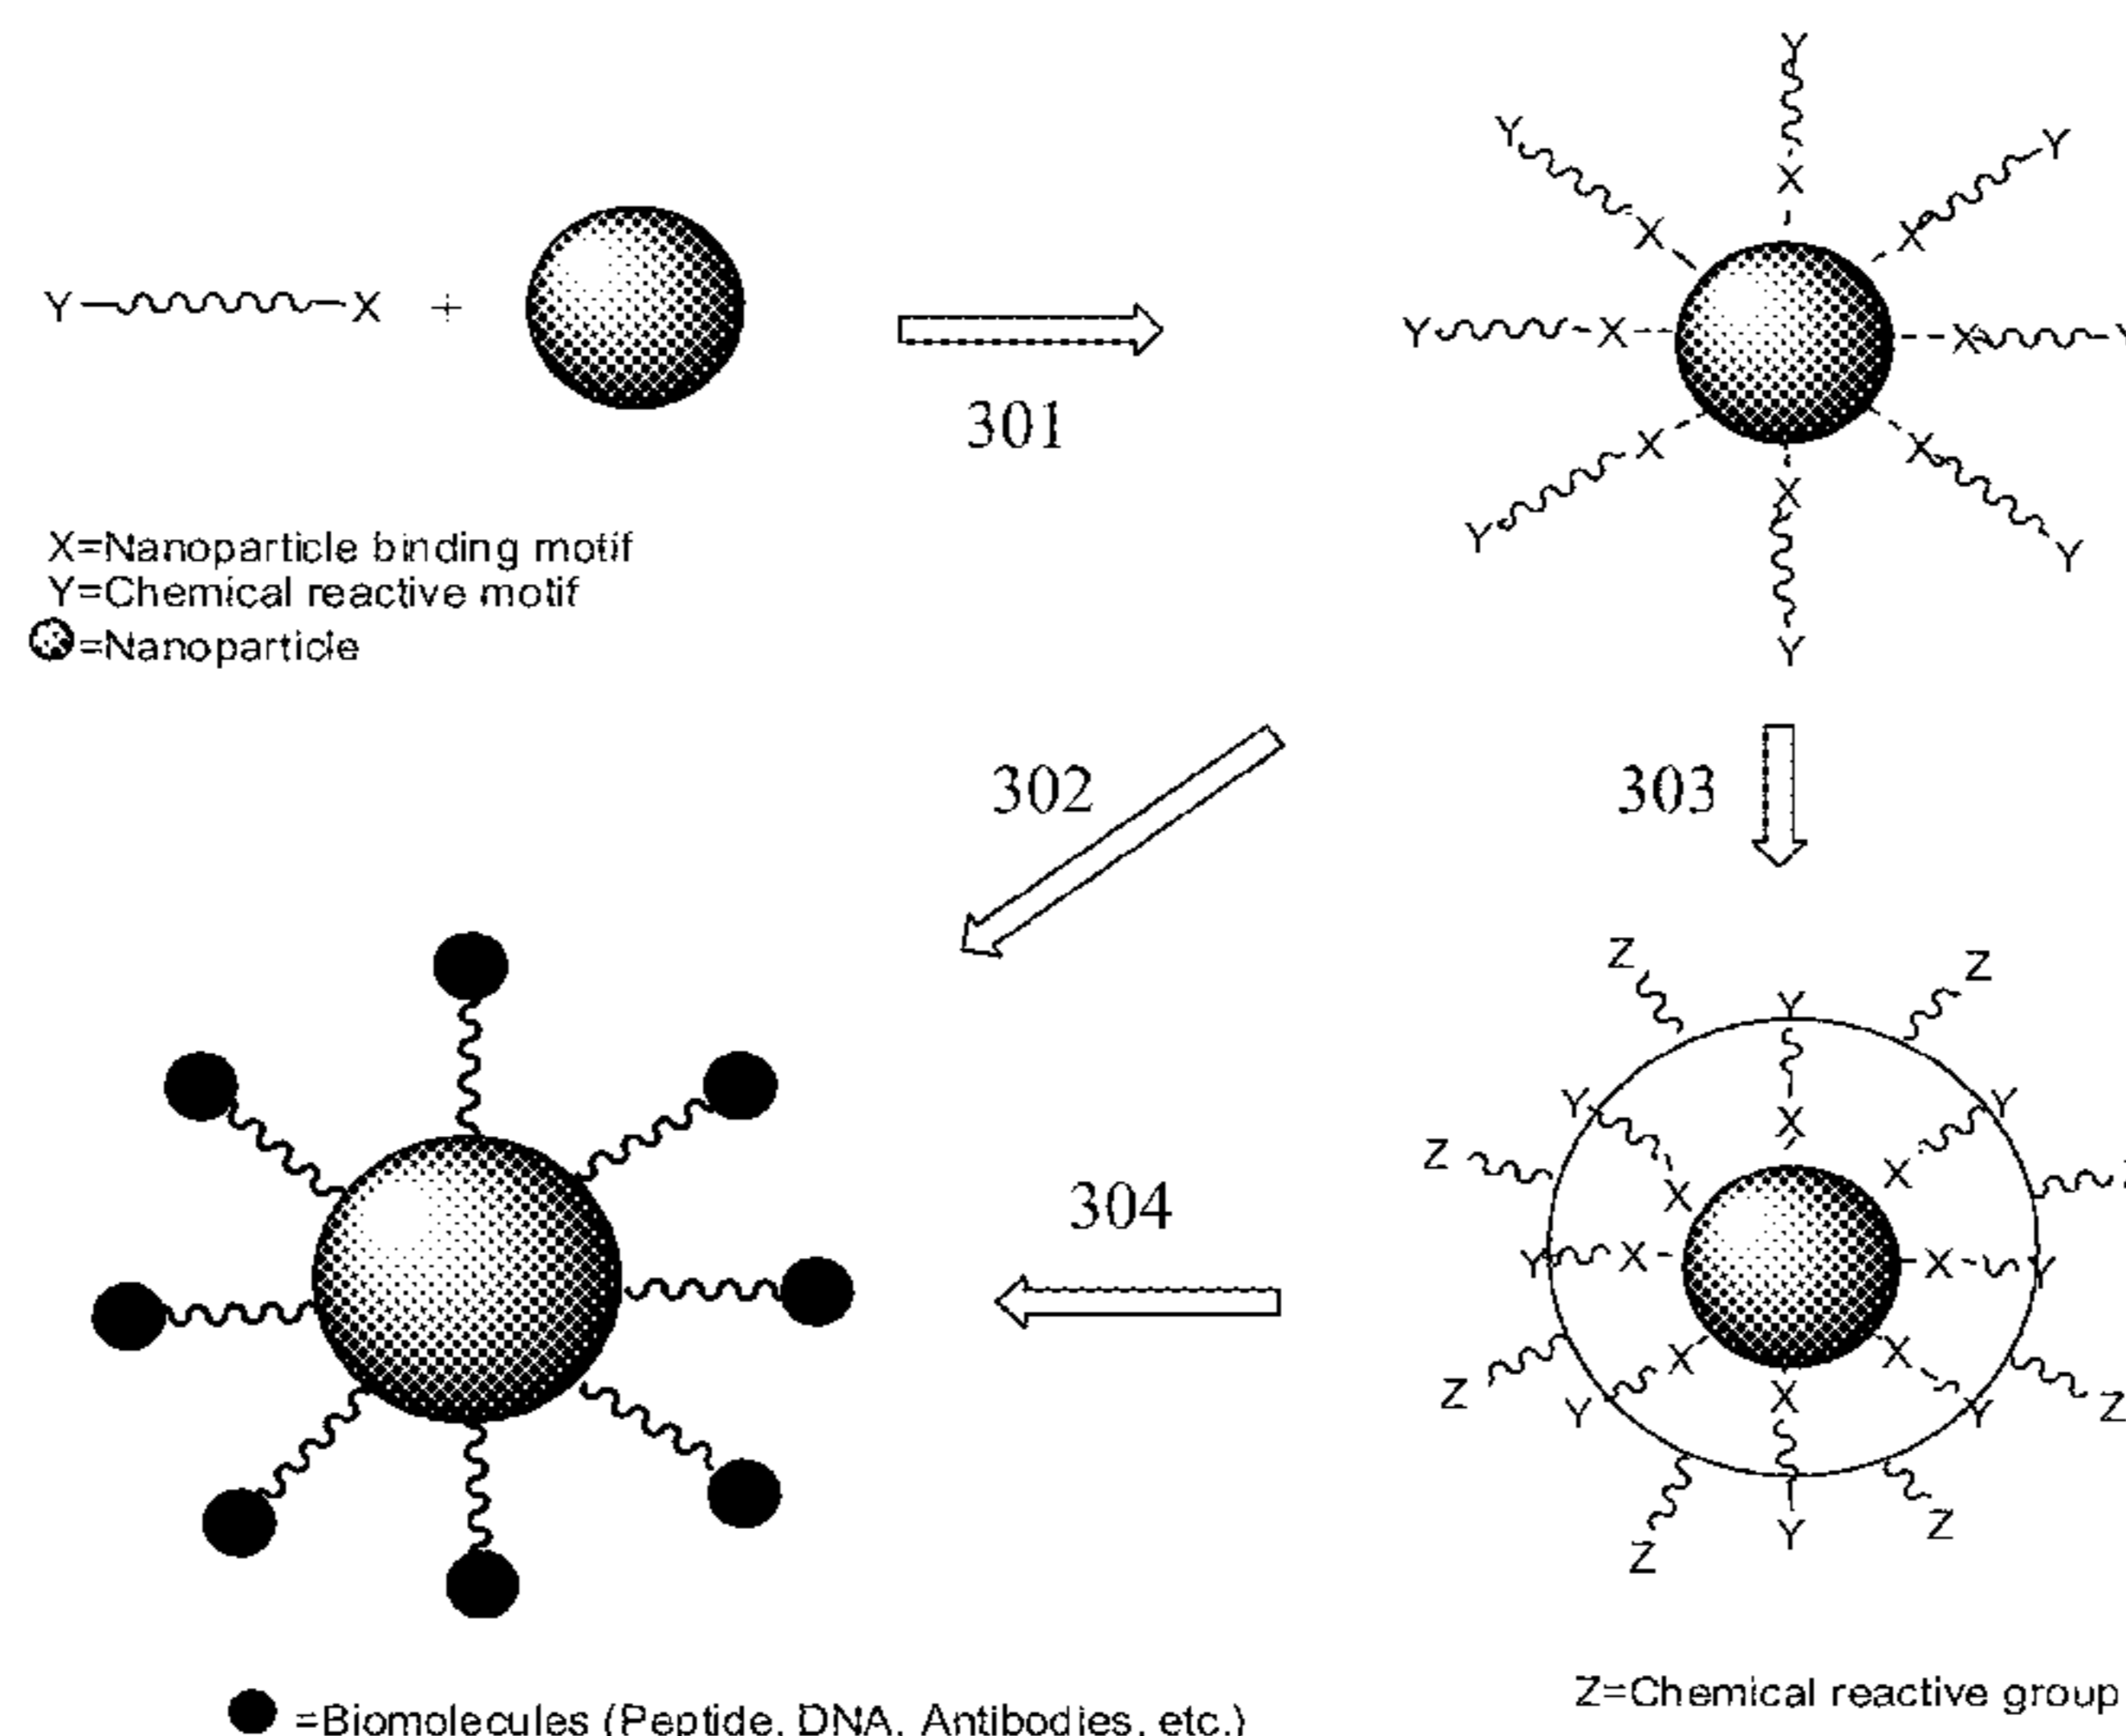 Y
Y X + 301 Y Y
X
X X
Y X X Y
X X
X
Y Y
Y
X=Nanoparticle binding motif
Y=Chemical reactive motif
=Nanoparticle
302 303
Z Z
Y
Y Y
X
Z X X Z
304
Y X X Y
X X
Z Y X Y Z
Z
Y
Z
=Biomolecules (Peptide, DNA, Antibodies, etc.)
Z=Chemical reactive group